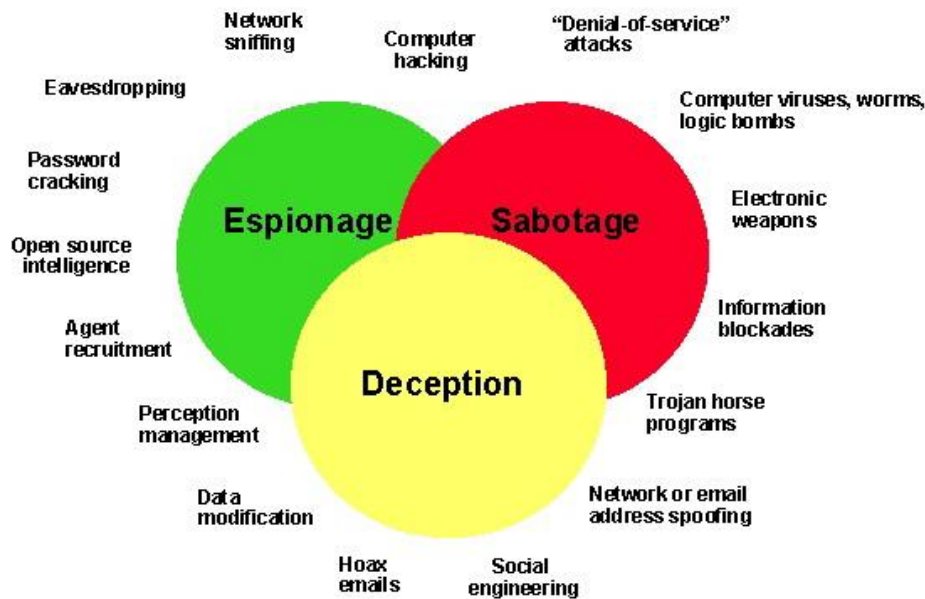 Network
sniffing
Computer
hacking
“Denial-of-service”
attacks
Eavesdropping
Computer viruses, worms,
logic bombs
Password
cracking
Electronic
weapons
Espionage
Sabotage
Open source
intelligence
Information
blockades
Agent
recruitment
Deception
Trojan horse
programs
Perception
management
Data
modification
Network or email
address spoofing
Hoax
emails
Social
engineering